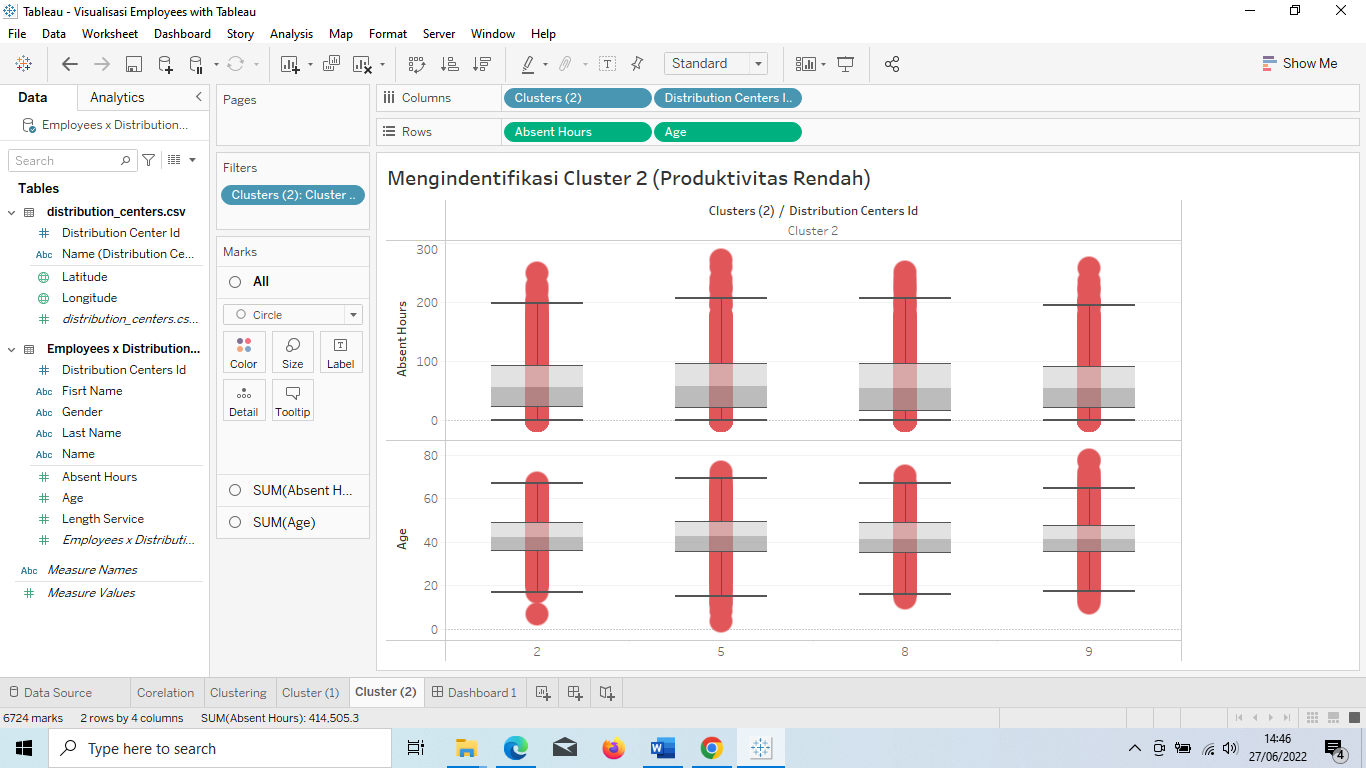 Tableau - Visualisasi Employees with Tableau
File Data Worksheet Dashboard Story Analysis Map Format Server Window Help
Standard
Show Me
Data Analytics
Employees x Distribution...
Search
Tables
distribution_centers.csv
Distribution Center Id
Abc Name (Distribution Ce...
Latitude
Longitude
distribution_centers.cs...
Employees x Distribution...
Distribution Centers Id
Abc Fisrt Name
Abc Gender
Abc Last Name
Abc Name
Absent Hours
Age
Length Service
Employees x Distributi...
Abc Measure Names
Measure Values
Pages
Filters
Clusters (2): Cluster ..
Marks
All
Circle
Color Size Label
Detail Tooltip
SUM(Absent H...
SUM(Age)
Columns Clusters (2) Distribution Centers I..
Rows Absent Hours Age
Mengindentifikasi Cluster 2 (Produktivitas Rendah)
Clusters (2) / Distribution Centers Id
Cluster 2
Absent Hours
300
200
100
0
Age
80
60
40
20
0
2 5 8 9
Data Source Corelation Clustering Cluster (1) Cluster (2) Dashboard 1
6724 marks 2 rows by 4 columns SUM(Absent Hours): 414,505.3
Type here to search
14:46
27/06/2022
4